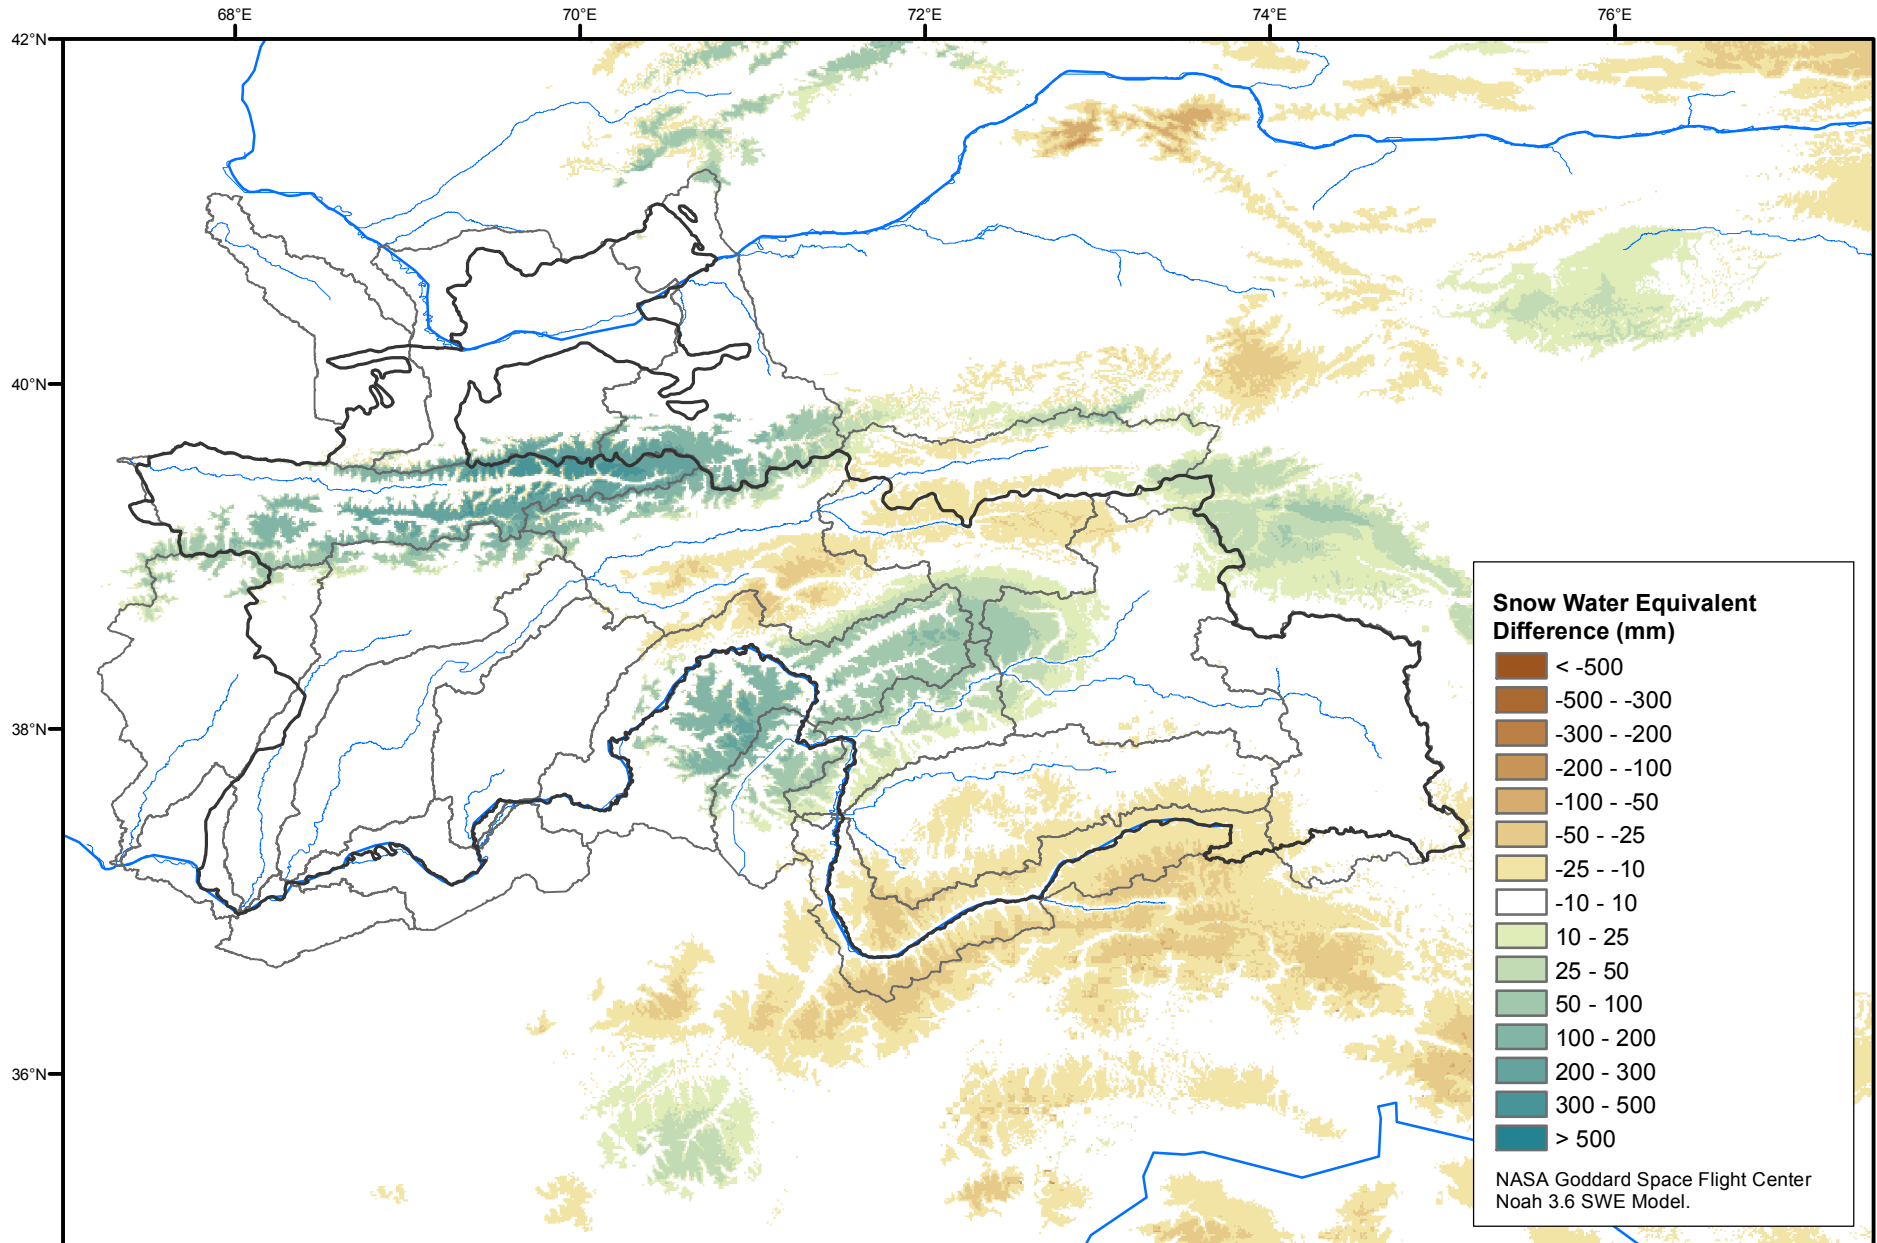 68°E
70°E
72°E
74°E
76°E
42°N
40°N
38°N
36°N
Snow Water Equivalent
Difference (mm)
< -500
-500 - -300
-300 - -200
-200 - -100
-100 - -50
-50 - -25
-25 - -10
-10 - 10
10 - 25
25 - 50
50 - 100
100 - 200
200 - 300
300 - 500
> 500
NASA Goddard Space Flight Center
Noah 3.6 SWE Model.